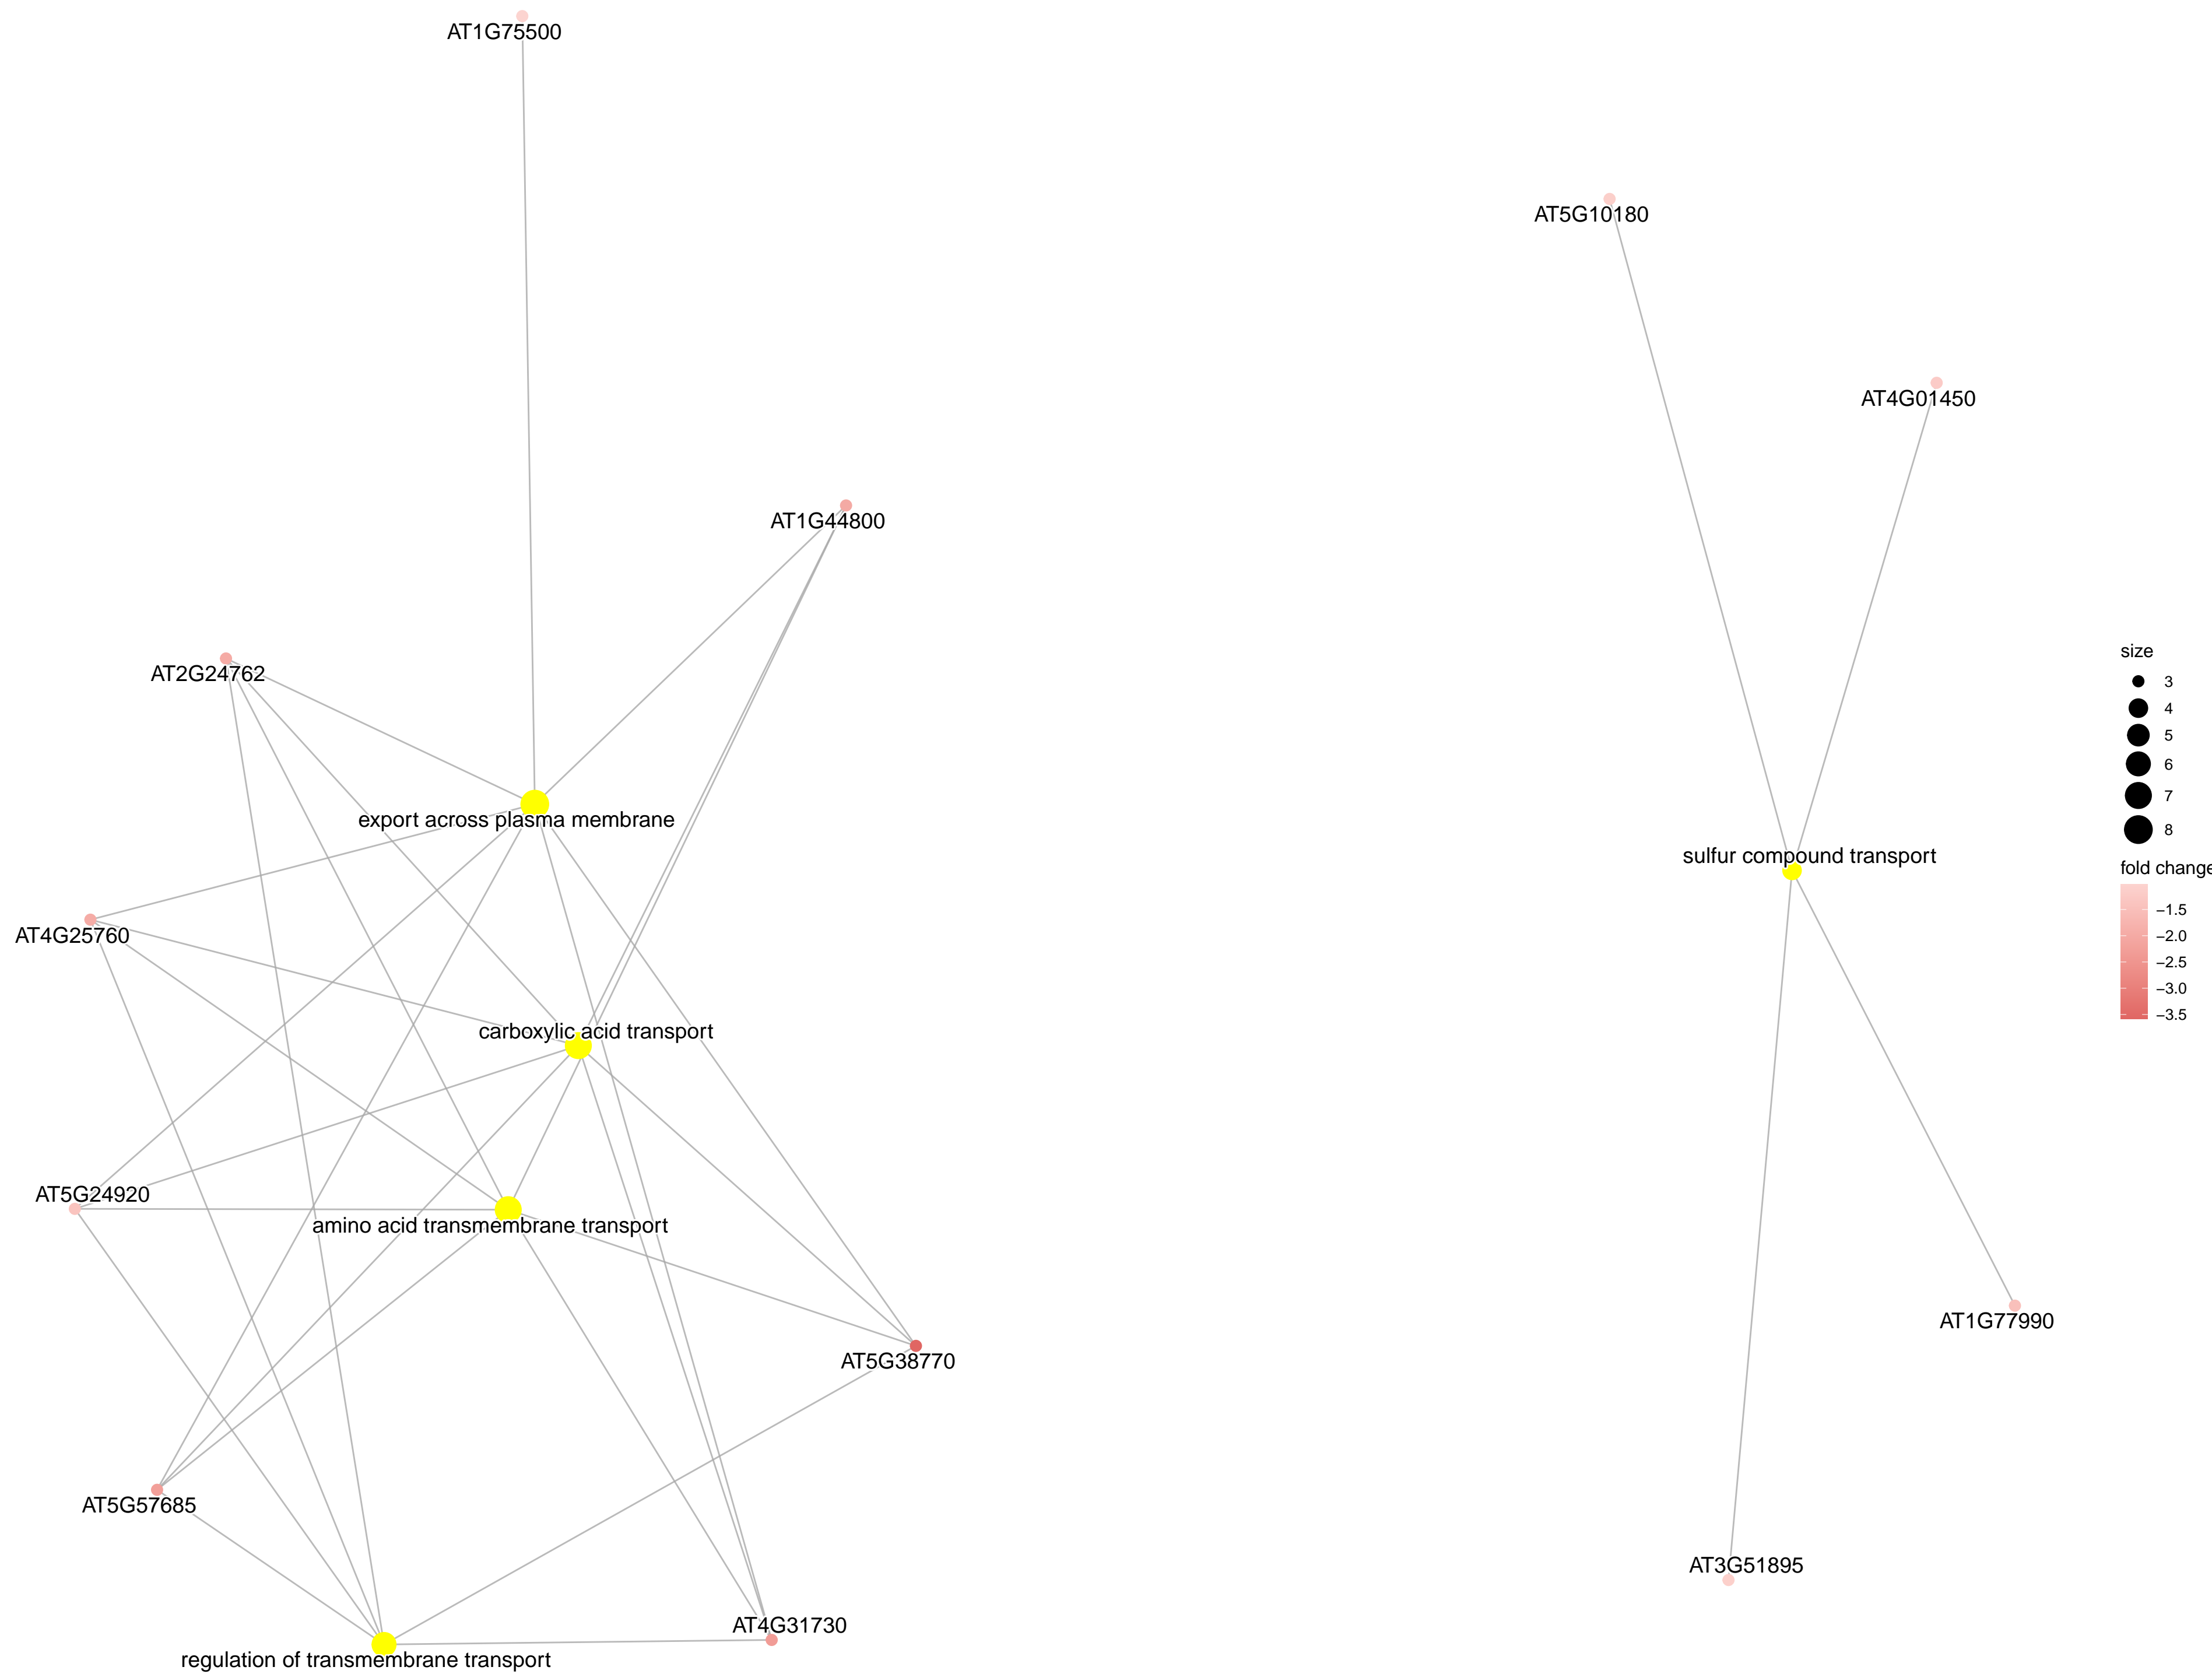 AT1G75500
AT5G10180
AT4G01450
AT1G44800
AT2G24762
export across plasma membrane
AT4G25760
carboxylic acid transport
AT5G24920
amino acid transmembrane transport
AT5G38770
AT5G57685
AT4G31730
regulation of transmembrane transport
sulfur compound transport
AT1G77990
AT3G51895
size
3
4
5
6
7
8
fold change
−1.5
−2.0
−2.5
−3.0
−3.5